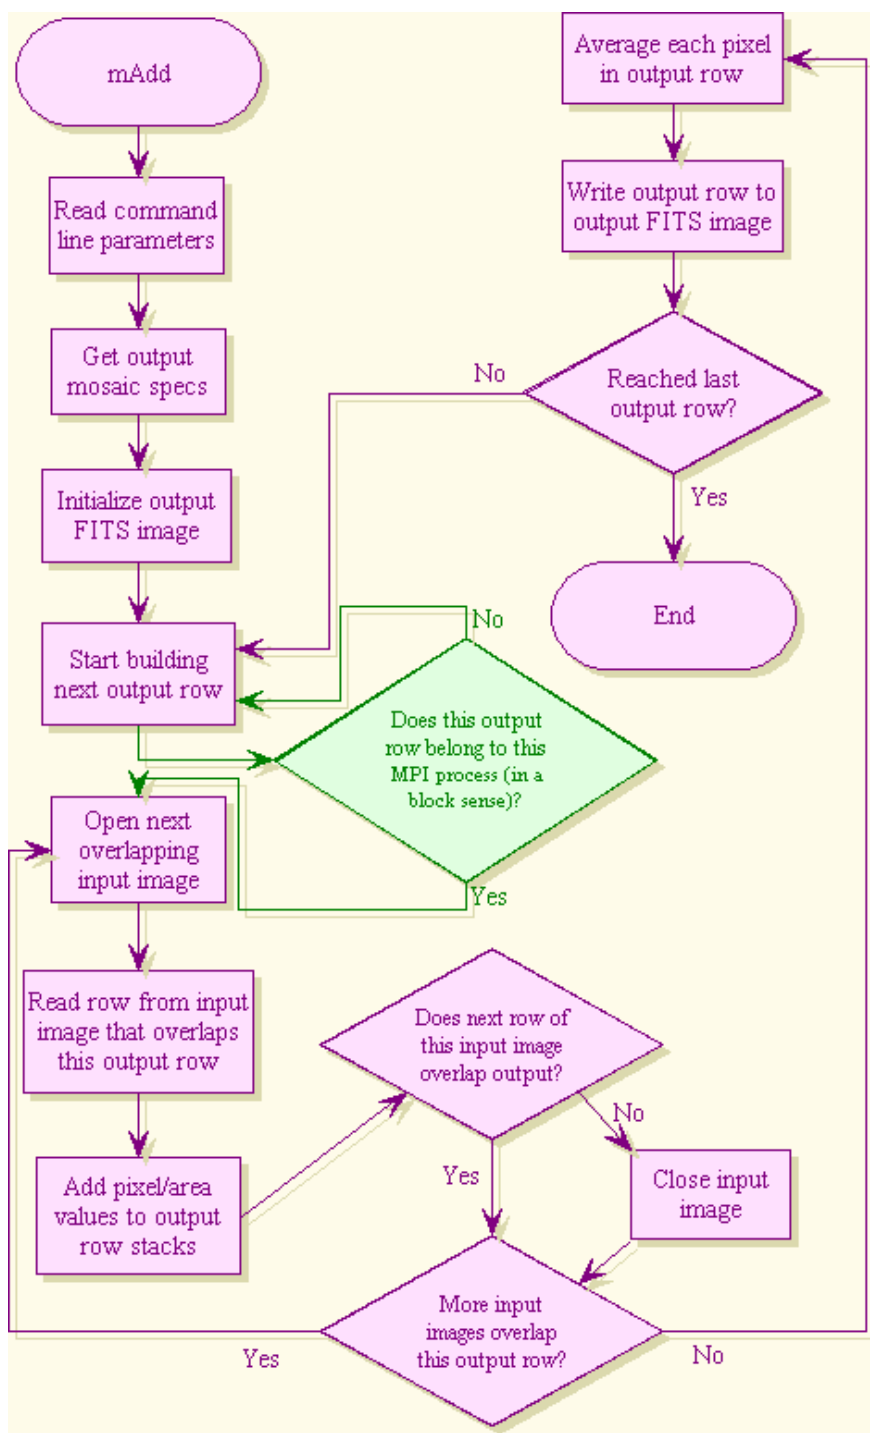 mAdd
Read command
line parameters
Get output
mosaic specs
Initialize output
FITS image
Start building
next output row
No
Does this output
row belong to this
MPI process (in a
block sense)?
Yes
Open next
overlapping
input image
Read row from input
image that overlaps
this output row
Add pixel/area
values to output
row stacks
Does next row of
this input image
overlap output?
No
Yes
Close input
image
More input
images overlap
this output row?
Yes
No
Average each pixel
in output row
Write output row to
output FITS image
Reached last
output row?
No
Yes
End